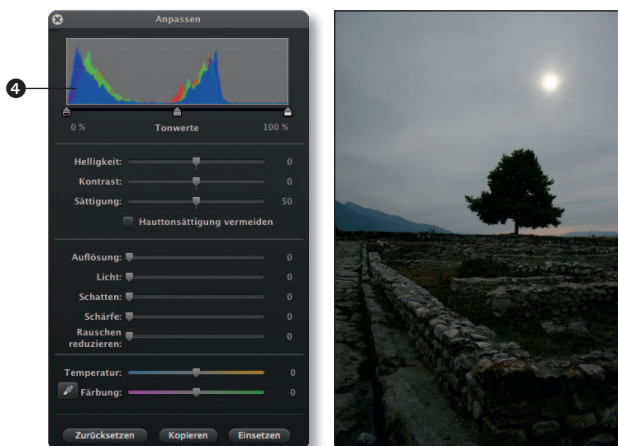 Anpassen
4
0 % Tonwerte 100 %
Helligkeit: 0
Kontrast: 0
Sättigung: 50
Hauttonsättigung vermeiden
Auflösung: 0
Licht: 0
Schatten: 0
Schärfe: 0
Rauschen
reduzieren: 0
Temperatur: 0
Färbung: 0
Zurücksetzen Kopieren Einsetzen